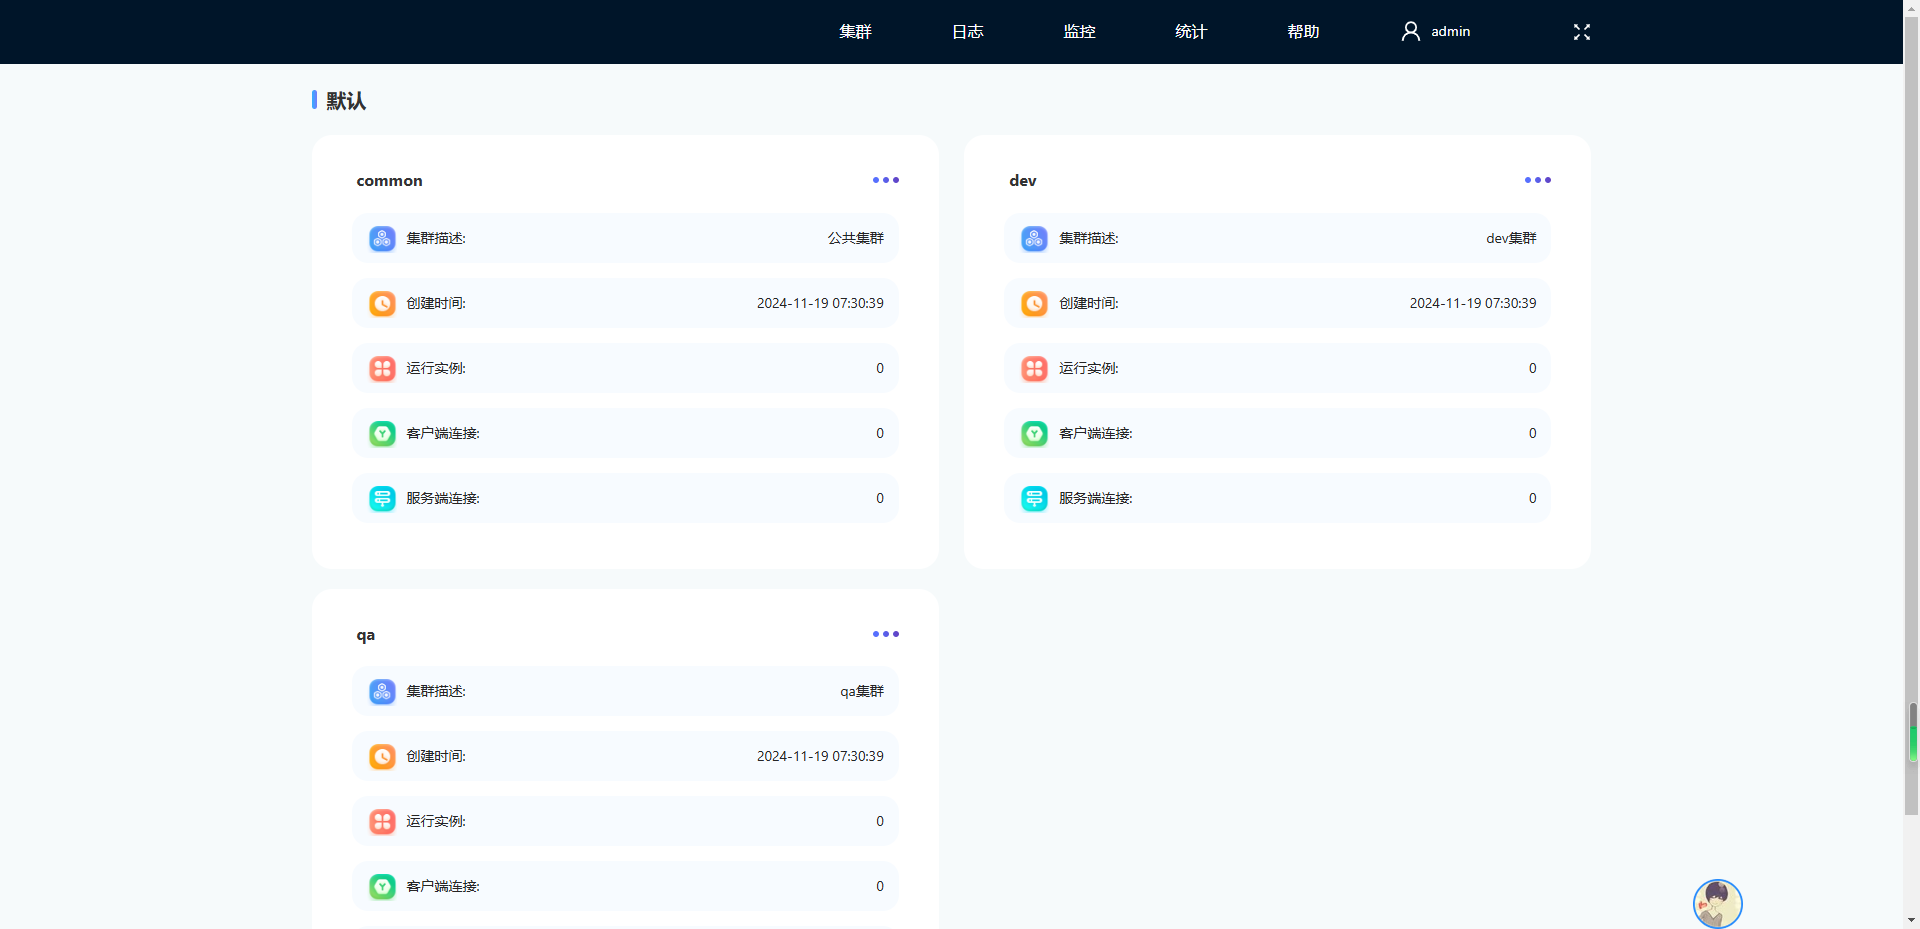 集群 日志 监控 统计 帮助 admin
默认
common
集群描述: 公共集群
创建时间: 2024-11-19 07:30:39
运行实例: 0
客户端连接: 0
服务端连接: 0
dev
集群描述: dev集群
创建时间: 2024-11-19 07:30:39
运行实例: 0
客户端连接: 0
服务端连接: 0
qa
集群描述: qa集群
创建时间: 2024-11-19 07:30:39
运行实例: 0
客户端连接: 0